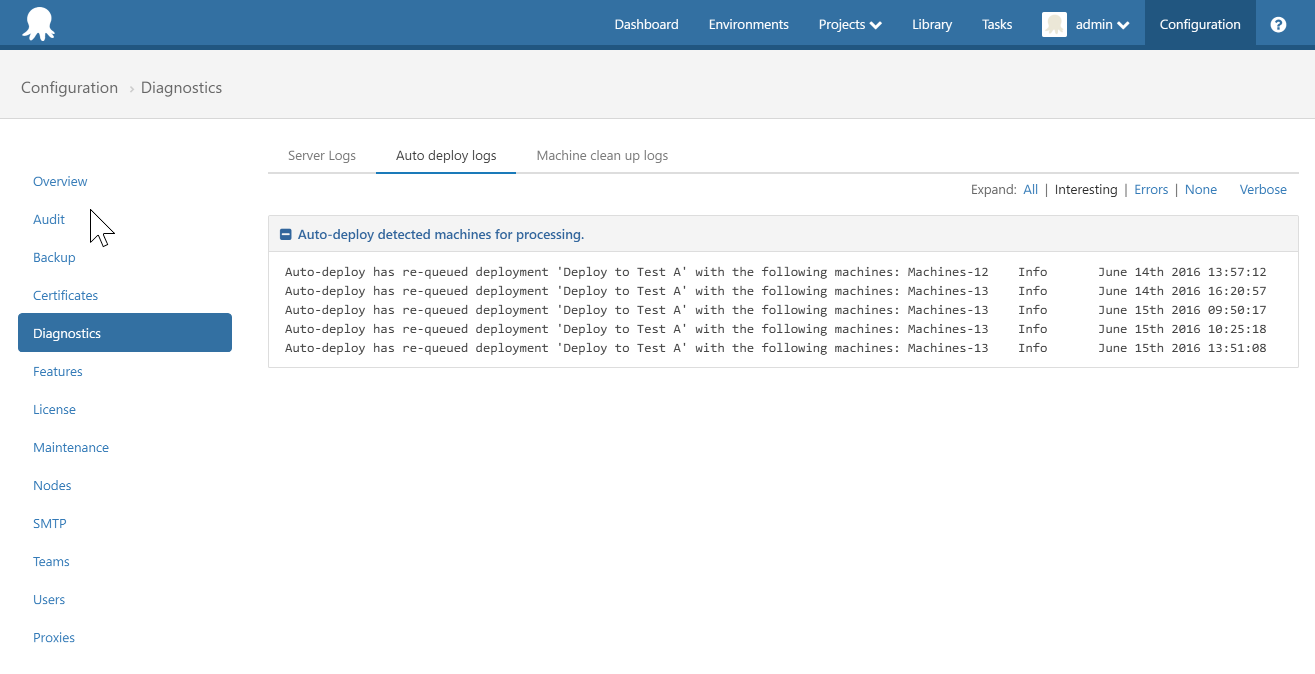 Dashboard Environments Projects Library Tasks admin Configuration ?
Configuration › Diagnostics
Server Logs Auto deploy logs Machine clean up logs
Expand: All | Interesting | Errors | None Verbose
Auto-deploy detected machines for processing.
Auto-deploy has re-queued deployment 'Deploy to Test A' with the following machines: Machines-12 Info June 14th 2016 13:57:12
Auto-deploy has re-queued deployment 'Deploy to Test A' with the following machines: Machines-13 Info June 14th 2016 16:20:57
Auto-deploy has re-queued deployment 'Deploy to Test A' with the following machines: Machines-13 Info June 15th 2016 09:50:17
Auto-deploy has re-queued deployment 'Deploy to Test A' with the following machines: Machines-13 Info June 15th 2016 10:25:18
Auto-deploy has re-queued deployment 'Deploy to Test A' with the following machines: Machines-13 Info June 15th 2016 13:51:08
Overview
Audit
Backup
Certificates
Diagnostics
Features
License
Maintenance
Nodes
SMTP
Teams
Users
Proxies